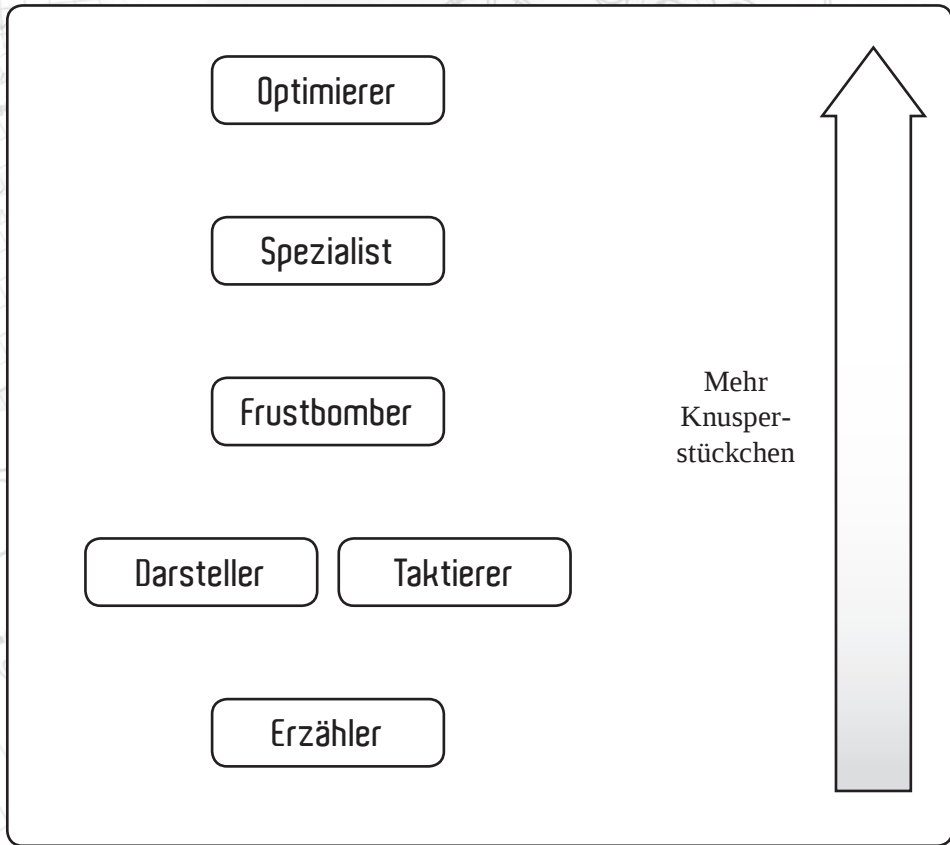 Optimierer
Spezialist
Frustbomber
Mehr
Knusper-
stückchen
Darsteller
Taktierer
Erzähler